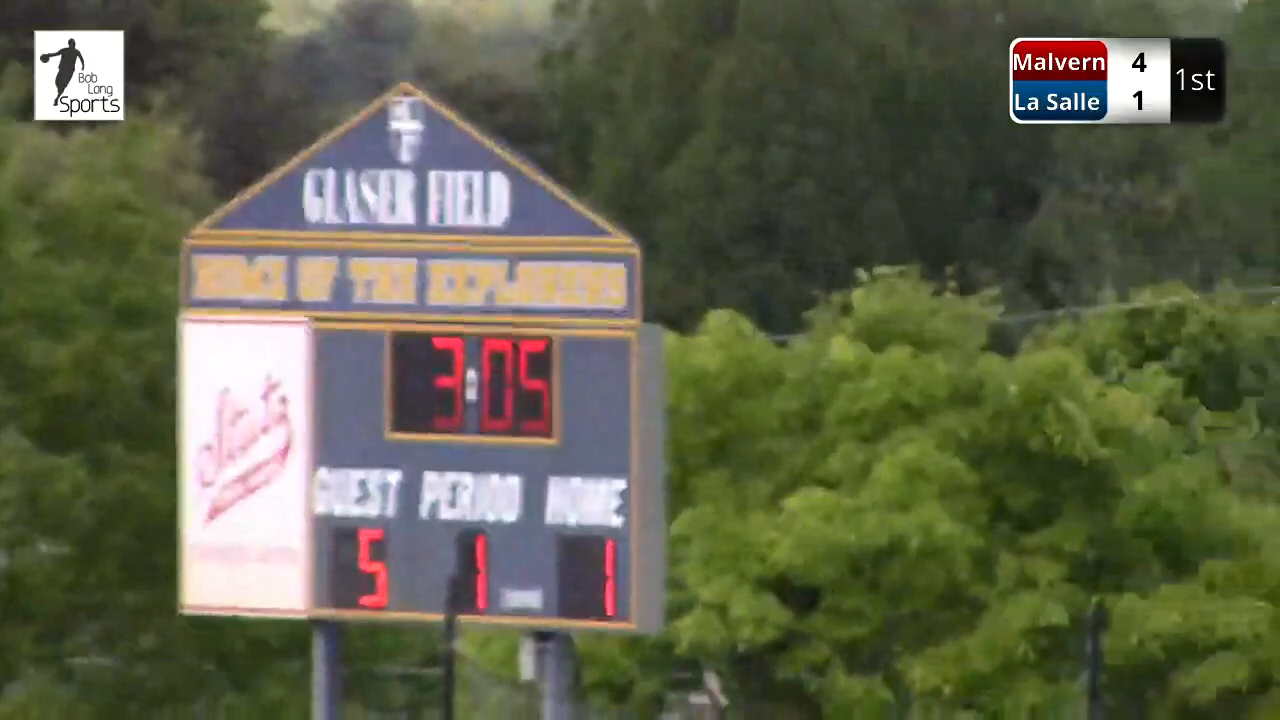 Bob
Long
Sports
Malvern 4
La Salle 1
1st
GLASER FIELD
HOME OF THE EXPLORERS
3:05
GUEST PERIOD HOME
5 1 1